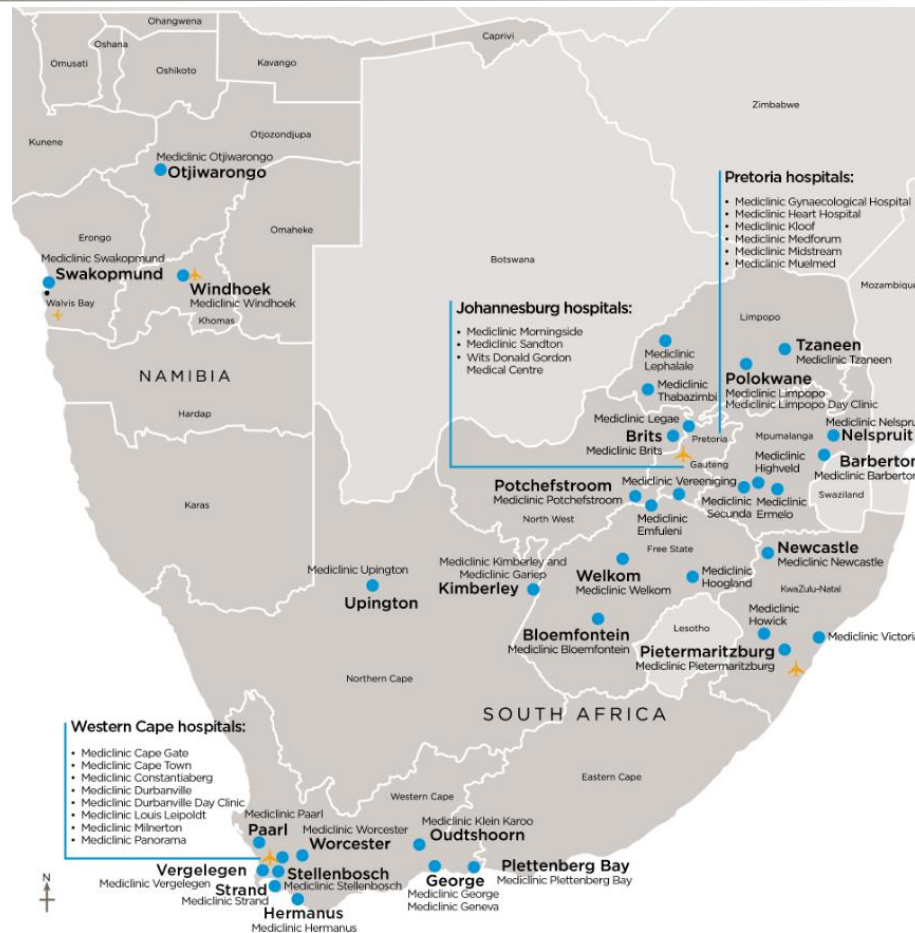 Ohangwena
Caprivi
Oshana
Omusati
Oshikoto
Kavango
Zimbabwe
Kunene
Otjozondjupa
Mediclinic Otjiwarongo
Otjiwarongo
Pretoria hospitals:
• Mediclinic Gynaecological Hospital
• Mediclinic Heart Hospital
• Mediclinic Kloof
• Mediclinic Medforum
• Mediclinic Midstream
• Mediclinic Muelmed
Omaheke
Erongo
Mediclinic Swakopmund
Swakopmund
Walvis Bay
Windhoek
Mediclinic Windhoek
Khomas
Botswana
Mozambique
Johannesburg hospitals:
• Mediclinic Morningside
• Mediclinic Sandton
• Wits Donald Gordon
Medical Centre
Limpopo
Tzaneen
Mediclinic Tzaneen
Mediclinic
Lephalale
Polokwane
Mediclinic Limpopo
Mediclinic Limpopo Day Clinic
Mediclinic
Thabazimbi
NAMIBIA
Hardap
Karas
Mediclinic Legae
Brits
Mediclinic Brits
Pretoria
Gauteng
Mpumalanga
Mediclinic Nelspru
Nelspruit
Mediclinic
Highveld
Barberton
Mediclinic Barberton
Swaziland
Potchefstroom
Mediclinic Potchefstroom
Mediclinic Vereeniging
Mediclinic
Secunda
Mediclinic
Ermelo
North West
Mediclinic
Emfuleni
Free State
Newcastle
Mediclinic Newcastle
Mediclinic Upington
Upington
Mediclinic Kimberley and
Mediclinic Gariep
Kimberley
Welkom
Mediclinic Welkom
Mediclinic
Hoogland
KwaZulu-Natal
Mediclinic
Howick
Bloemfontein
Mediclinic Bloemfontein
Lesotho
Pietermaritzburg
Mediclinic Pietermaritzburg
Mediclinic Victoria
Northern Cape
SOUTH AFRICA
Eastern Cape
Western Cape hospitals:
• Mediclinic Cape Gate
• Mediclinic Cape Town
• Mediclinic Constantiaberg
• Mediclinic Durbanville
• Mediclinic Durbanville Day Clinic
• Mediclinic Louis Leipoldt
• Mediclinic Milnerton
• Mediclinic Panorama
Western Cape
Mediclinic Paarl
Paarl
Mediclinic Worcester
Worcester
Mediclinic Klein Karoo
Oudtshoorn
Vergelegen
Mediclinic Vergelegen
Stellenbosch
Mediclinic Stellenbosch
Strand
Mediclinic Strand
Hermanus
Mediclinic Hermanus
George
Mediclinic George
Mediclinic Geneva
Plettenberg Bay
Mediclinic Plettenberg Bay
N